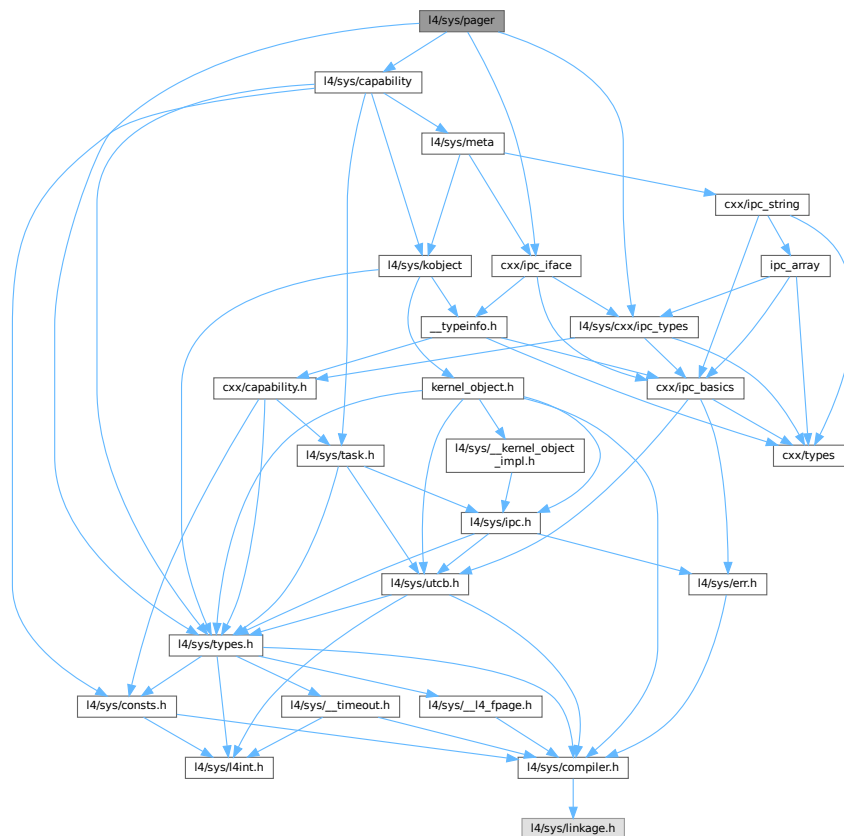 l4/sys/pager
l4/sys/capability
l4/sys/meta
cxx/ipc_string
l4/sys/kobject
cxx/ipc_iface
ipc_array
__typeinfo.h
l4/sys/cxx/ipc_types
cxx/capability.h
kernel_object.h
cxx/ipc_basics
l4/sys/task.h
l4/sys/__kernel_object
_impl.h
cxx/types
l4/sys/ipc.h
l4/sys/utcb.h
l4/sys/err.h
l4/sys/types.h
l4/sys/consts.h
l4/sys/__timeout.h
l4/sys/__l4_fpage.h
l4/sys/l4int.h
l4/sys/compiler.h
l4/sys/linkage.h